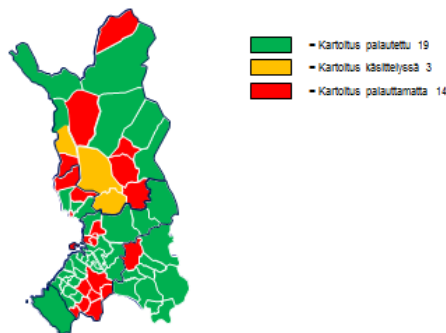 = Kartoitus palautettu 19
= Kartoitus käsittelyssä 3
= Kartoitus palauttamatta 14